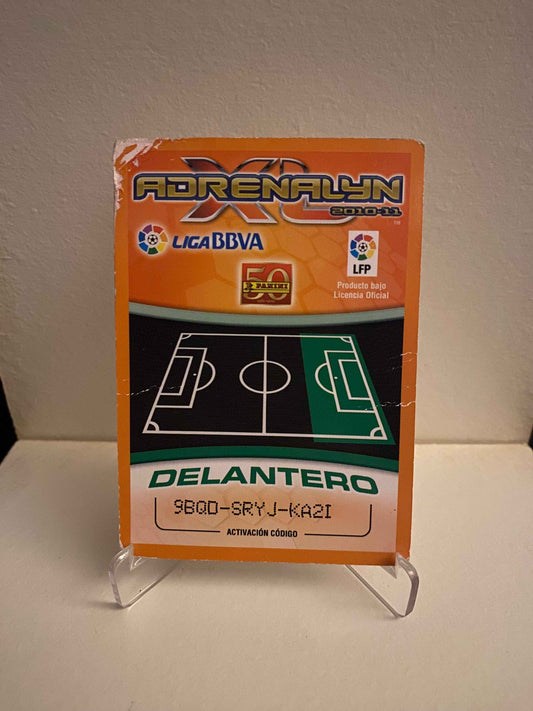 ADRENALYN XL
2010-11
TM
LIGA BBVA
LFP
50
PANINI
Producto bajo
Licencia Oficial
DELANTERO
9BQD-SRYJ-KA2I
ACTIVACIÓN CÓDIGO